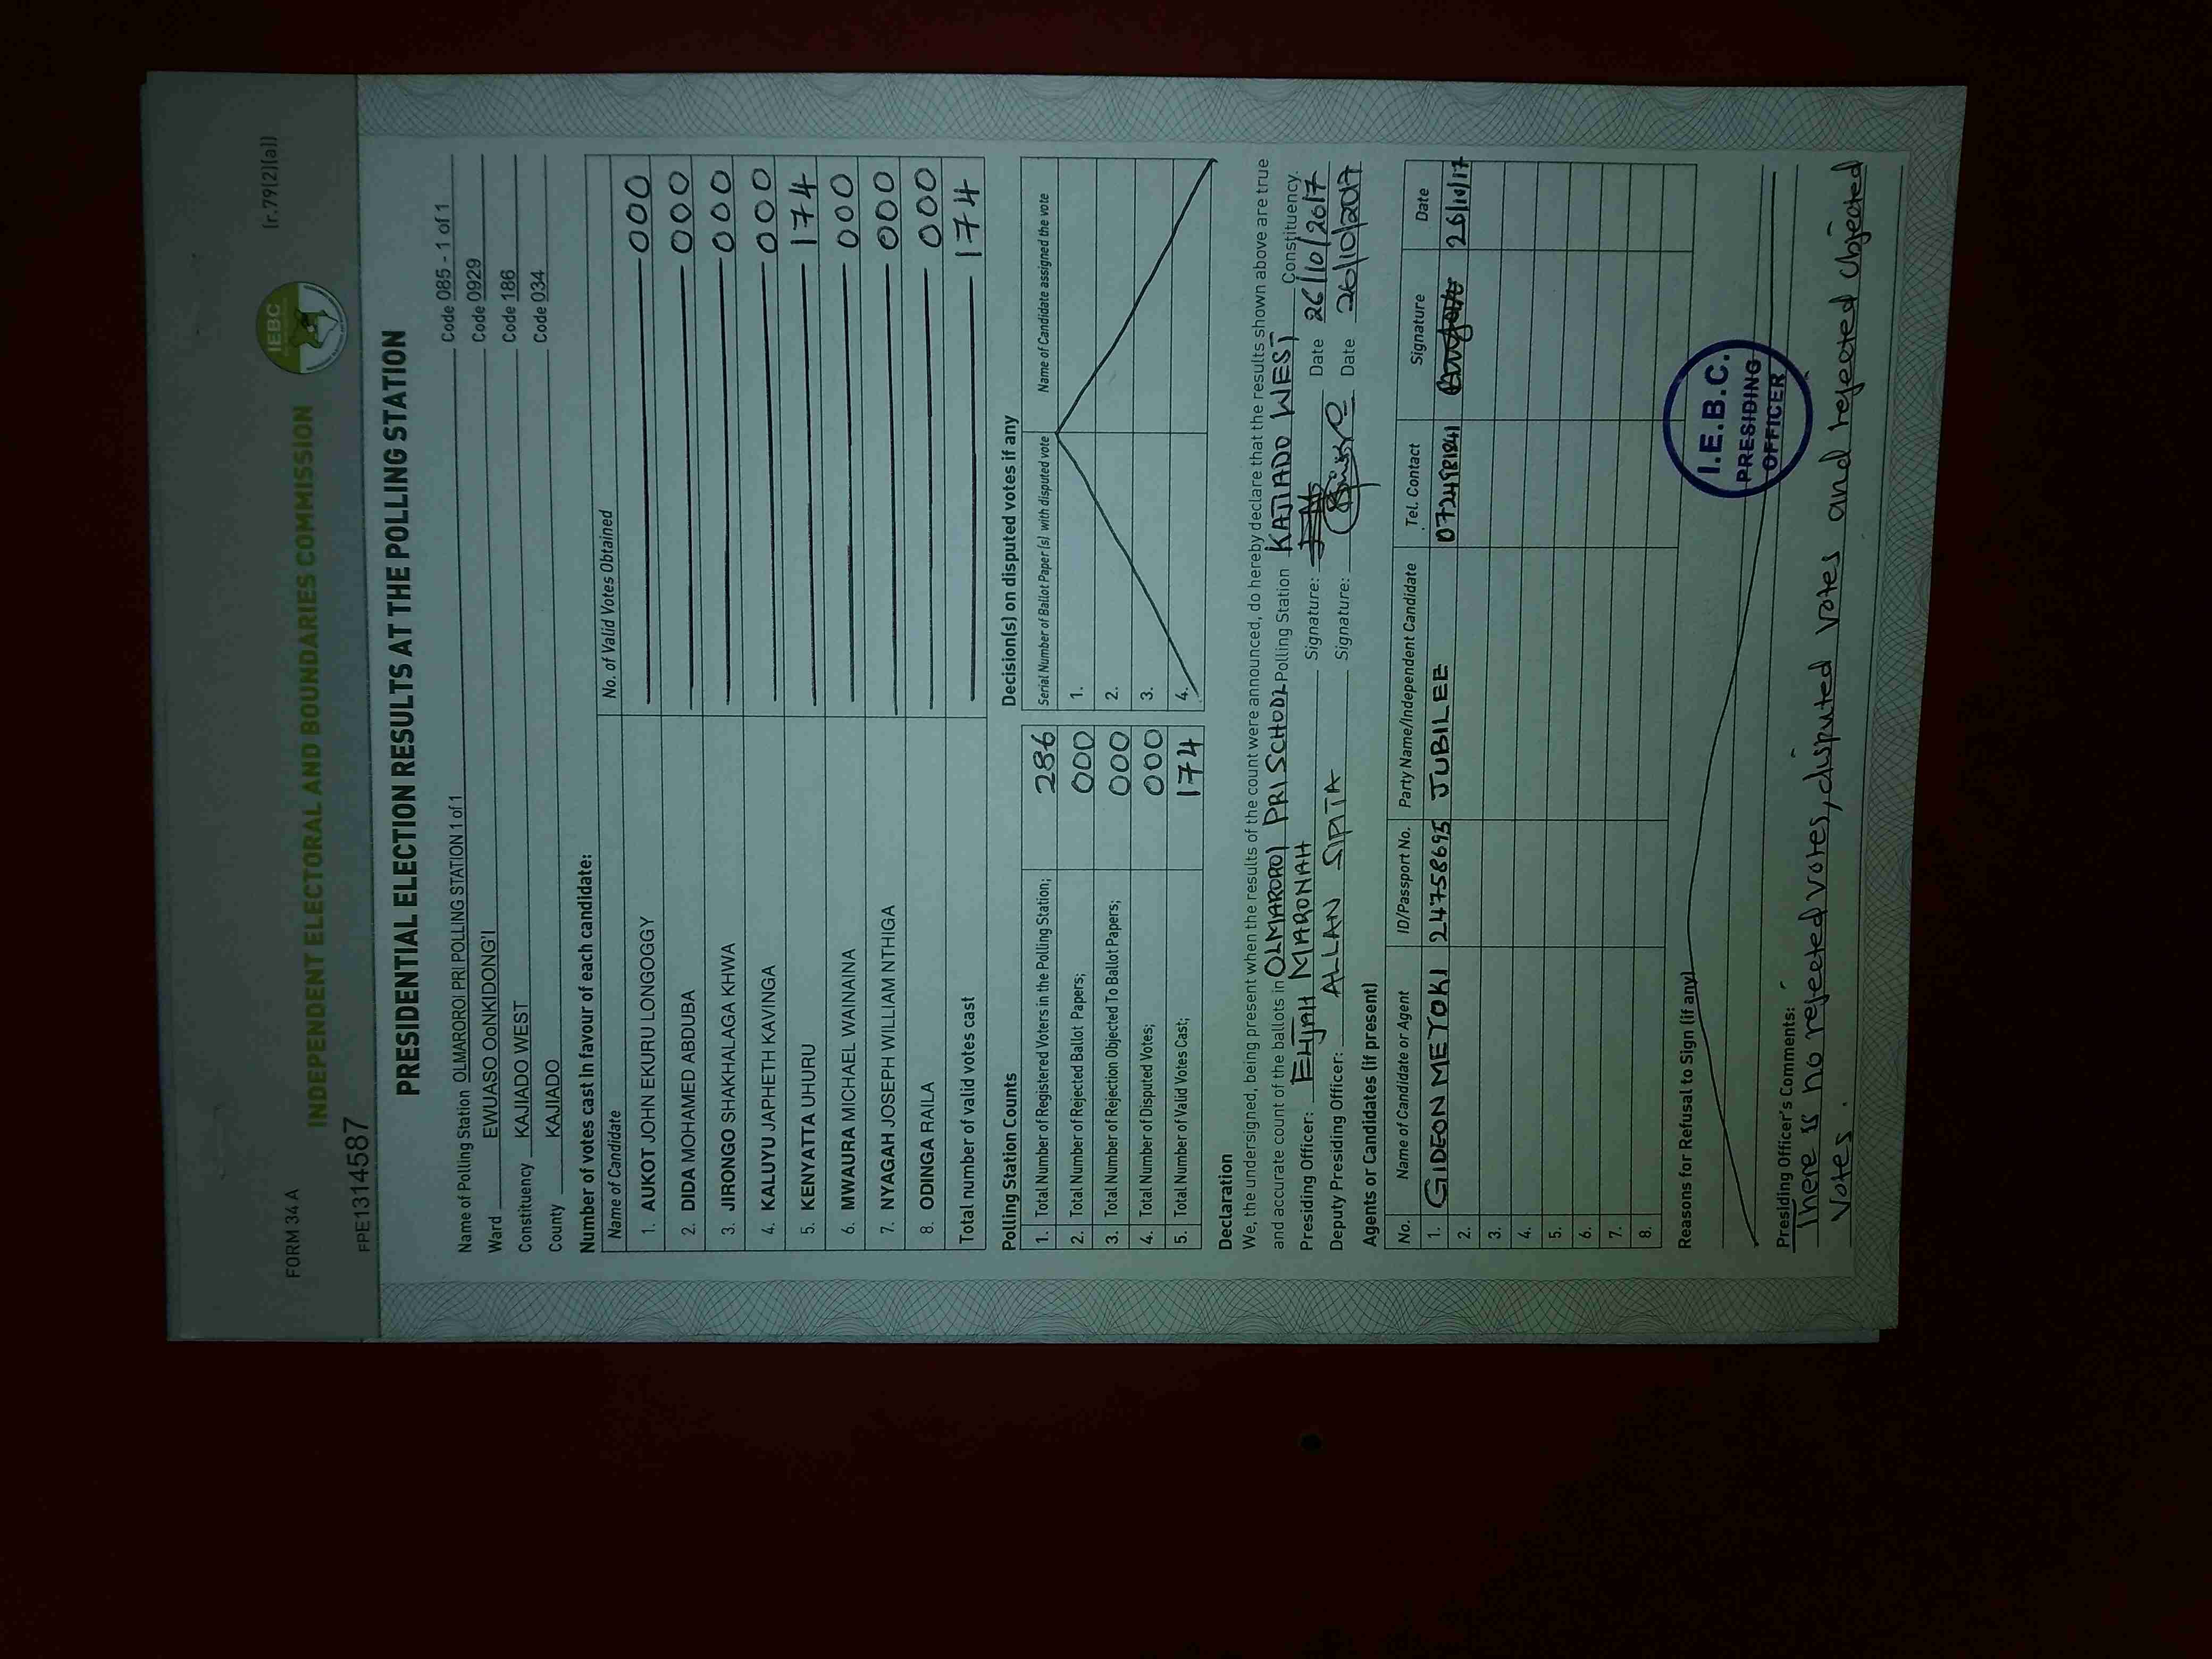 FORM 34 A
(r.79(2)(a))
IEBC
INDEPENDENT ELECTORAL AND BOUNDARIES COMMISSION
FPE1314587
PRESIDENTIAL ELECTION RESULTS AT THE POLLING STATION
Name of Polling Station OLMAROROI PRI POLLING STATION 1 of 1 Code 085 - 1 of 1
Ward EWUASO OoNKIDONG'I Code 0929
Constituency KAJIADO WEST Code 186
County KAJIADO Code 034
Number of votes cast in favour of each candidate:
Name of Candidate No. of Valid Votes Obtained
1. AUKOT JOHN EKURU LONGOGGY 000
2. DIDA MOHAMED ABDUBA 000
3. JIRONGO SHAKHALAGA KHWA 000
4. KALUYU JAPHETH KAVINGA 000
5. KENYATTA UHURU 174
6. MWAURA MICHAEL WAINAINA 000
7. NYAGAH JOSEPH WILLIAM NTHIGA 000
8. ODINGA RAILA 000
Total number of valid votes cast 174
Polling Station Counts
1. Total Number of Registered Voters in the Polling Station; 286
2. Total Number of Rejected Ballot Papers; 000
3. Total Number of Rejection Objected To Ballot Papers; 000
4. Total Number of Disputed Votes; 000
5. Total Number of Valid Votes Cast; 174
Decision(s) on disputed votes if any
Serial Number of Ballot Paper (s) with disputed vote Name of Candidate assigned the vote
1.
2.
3.
4.
Declaration
We, the undersigned, being present when the results of the count were announced, do hereby declare that the results shown above are true
and accurate count of the ballots in OLMAROROI PRI SCHOOL Polling Station KAJIADO WEST Constituency.
Presiding Officer: ELIJAH MARONAH Signature: Date 26/10/2017
Deputy Presiding Officer: ALLAN SIPITA Signature: Date 26/10/2017
Agents or Candidates (if present)
No. Name of Candidate or Agent ID/Passport No. Party Name/Independent Candidate Tel. Contact Signature Date
1. GIDEON METOKI 24758695 JUBILEE 26/10/17
2.
3.
4.
5.
6.
7.
8.
Reasons for Refusal to Sign (if any)
I.E.B.C.
PRESIDING
OFFICER
Presiding Officer's Comments:
There is no rejected votes, disputed votes and rejected objected
votes.